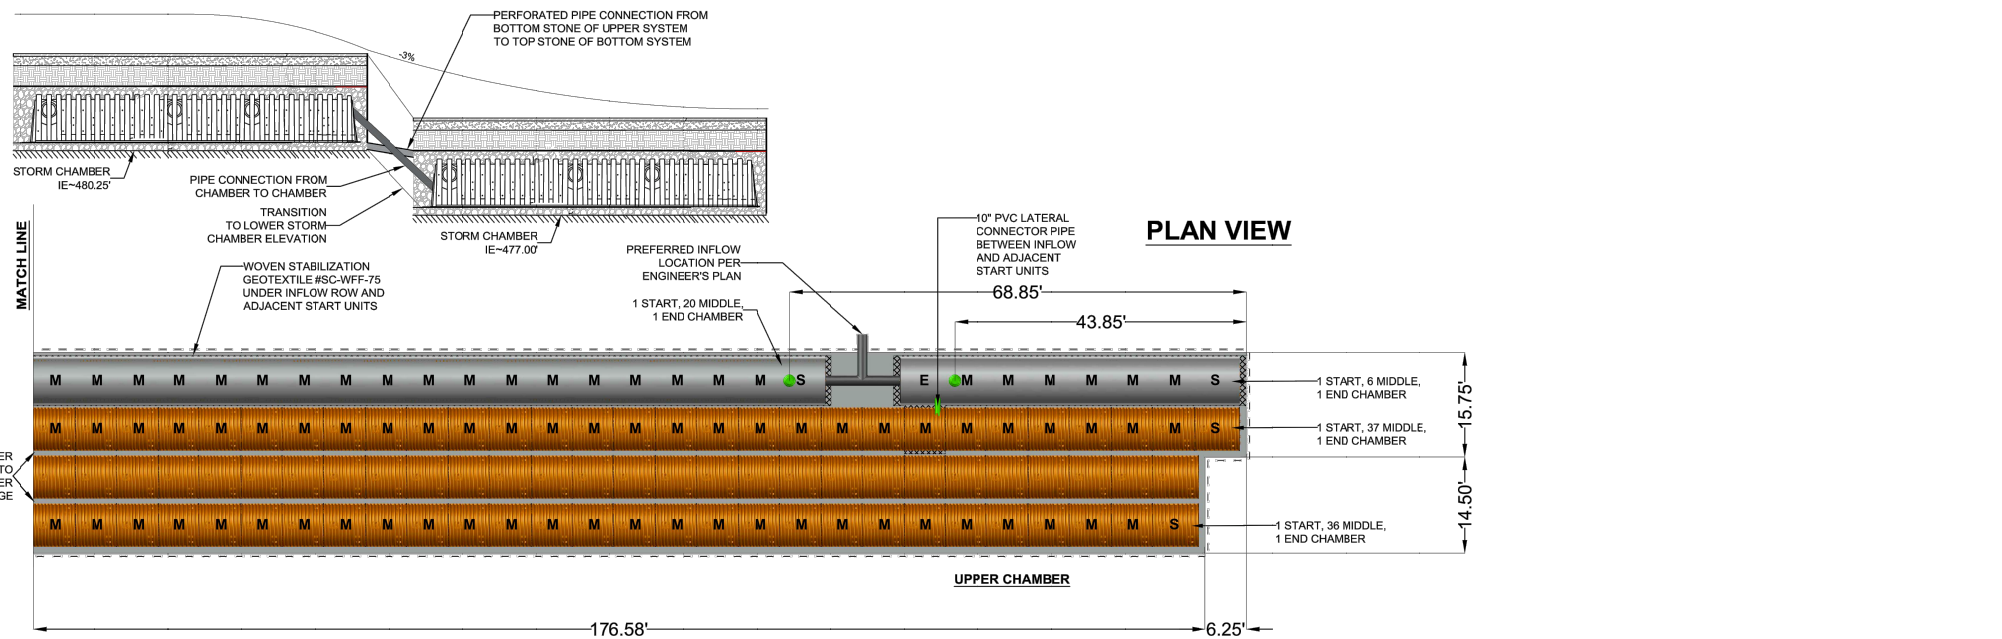 PERFORATED PIPE CONNECTION FROM
BOTTOM STONE OF UPPER SYSTEM
TO TOP STONE OF BOTTOM SYSTEM
-3%
STORM CHAMBER
IE~480.25'
PIPE CONNECTION FROM
CHAMBER TO CHAMBER
TRANSITION
TO LOWER STORM
CHAMBER ELEVATION
STORM CHAMBER
IE~477.00'
MATCH LINE
WOVEN STABILIZATION
GEOTEXTILE #SC-WFF-75
UNDER INFLOW ROW AND
ADJACENT START UNITS
PREFERRED INFLOW
LOCATION PER
ENGINEER'S PLAN
1 START, 20 MIDDLE,
1 END CHAMBER
10" PVC LATERAL
CONNECTOR PIPE
BETWEEN INFLOW
AND ADJACENT
START UNITS
PLAN VIEW
68.85'
43.85'
M M M M M M M M M M M M M M M M M M S E M M M M M M S
1 START, 6 MIDDLE,
1 END CHAMBER
15.75'
M M M M M M M M M M M M M M M M M M M M M M M M M M M M S
1 START, 37 MIDDLE,
1 END CHAMBER
ER
TO
ER
GE
14.50'
M M M M M M M M M M M M M M M M M M M M M M M M M M M S
1 START, 36 MIDDLE,
1 END CHAMBER
UPPER CHAMBER
176.58'
6.25'